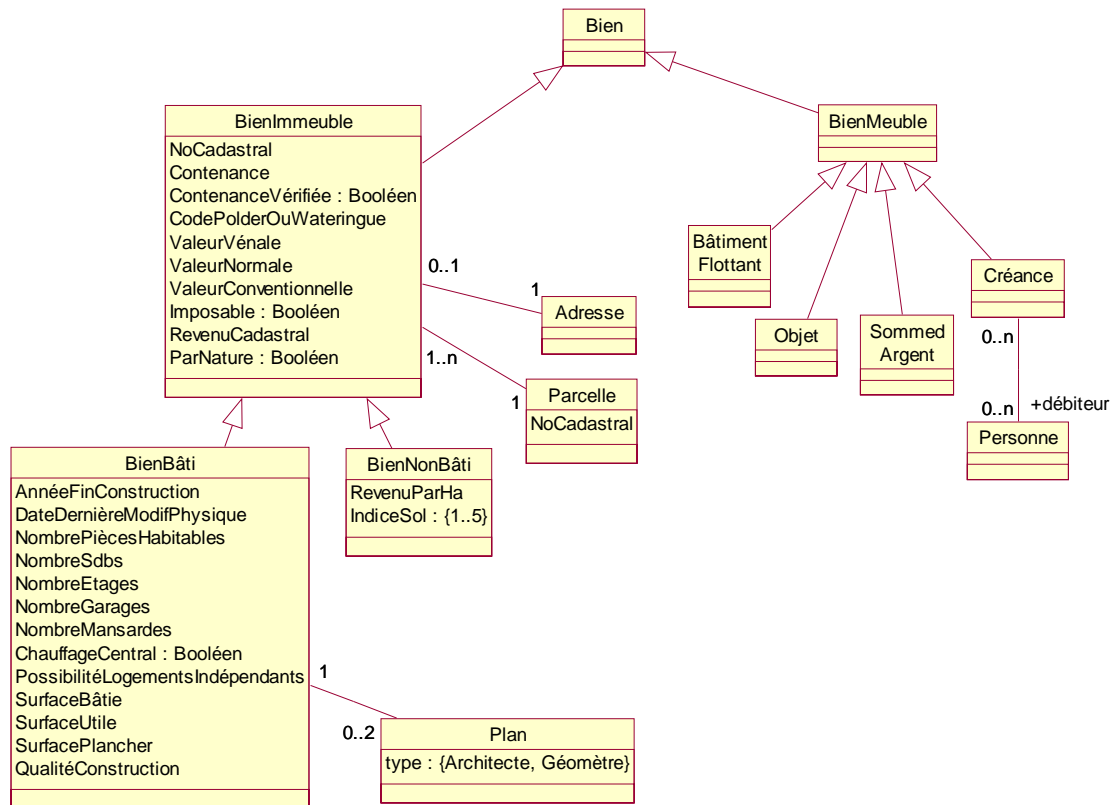 Bien
BienImmeuble
NoCadastral
Contenance
ContenanceVérifiée : Booléen
CodePolderOuWateringue
ValeurVénale
ValeurNormale
ValeurConventionnelle
Imposable : Booléen
RevenuCadastral
ParNature : Booléen
BienMeuble
Bâtiment
Flottant
Objet
Sommed
Argent
Créance
0..n
0..n
+débiteur
Personne
0..1
1
Adresse
1..n
1
Parcelle
NoCadastral
BienBâti
AnnéeFinConstruction
DateDernièreModifPhysique
NombrePiècesHabitables
NombreSdbs
NombreEtages
NombreGarages
NombreMansardes
ChauffageCentral : Booléen
PossibilitéLogementsIndépendants
SurfaceBâtie
SurfaceUtile
SurfacePlancher
QualitéConstruction
BienNonBâti
RevenuParHa
IndiceSol : {1..5}
1
0..2
Plan
type : {Architecte, Géomètre}